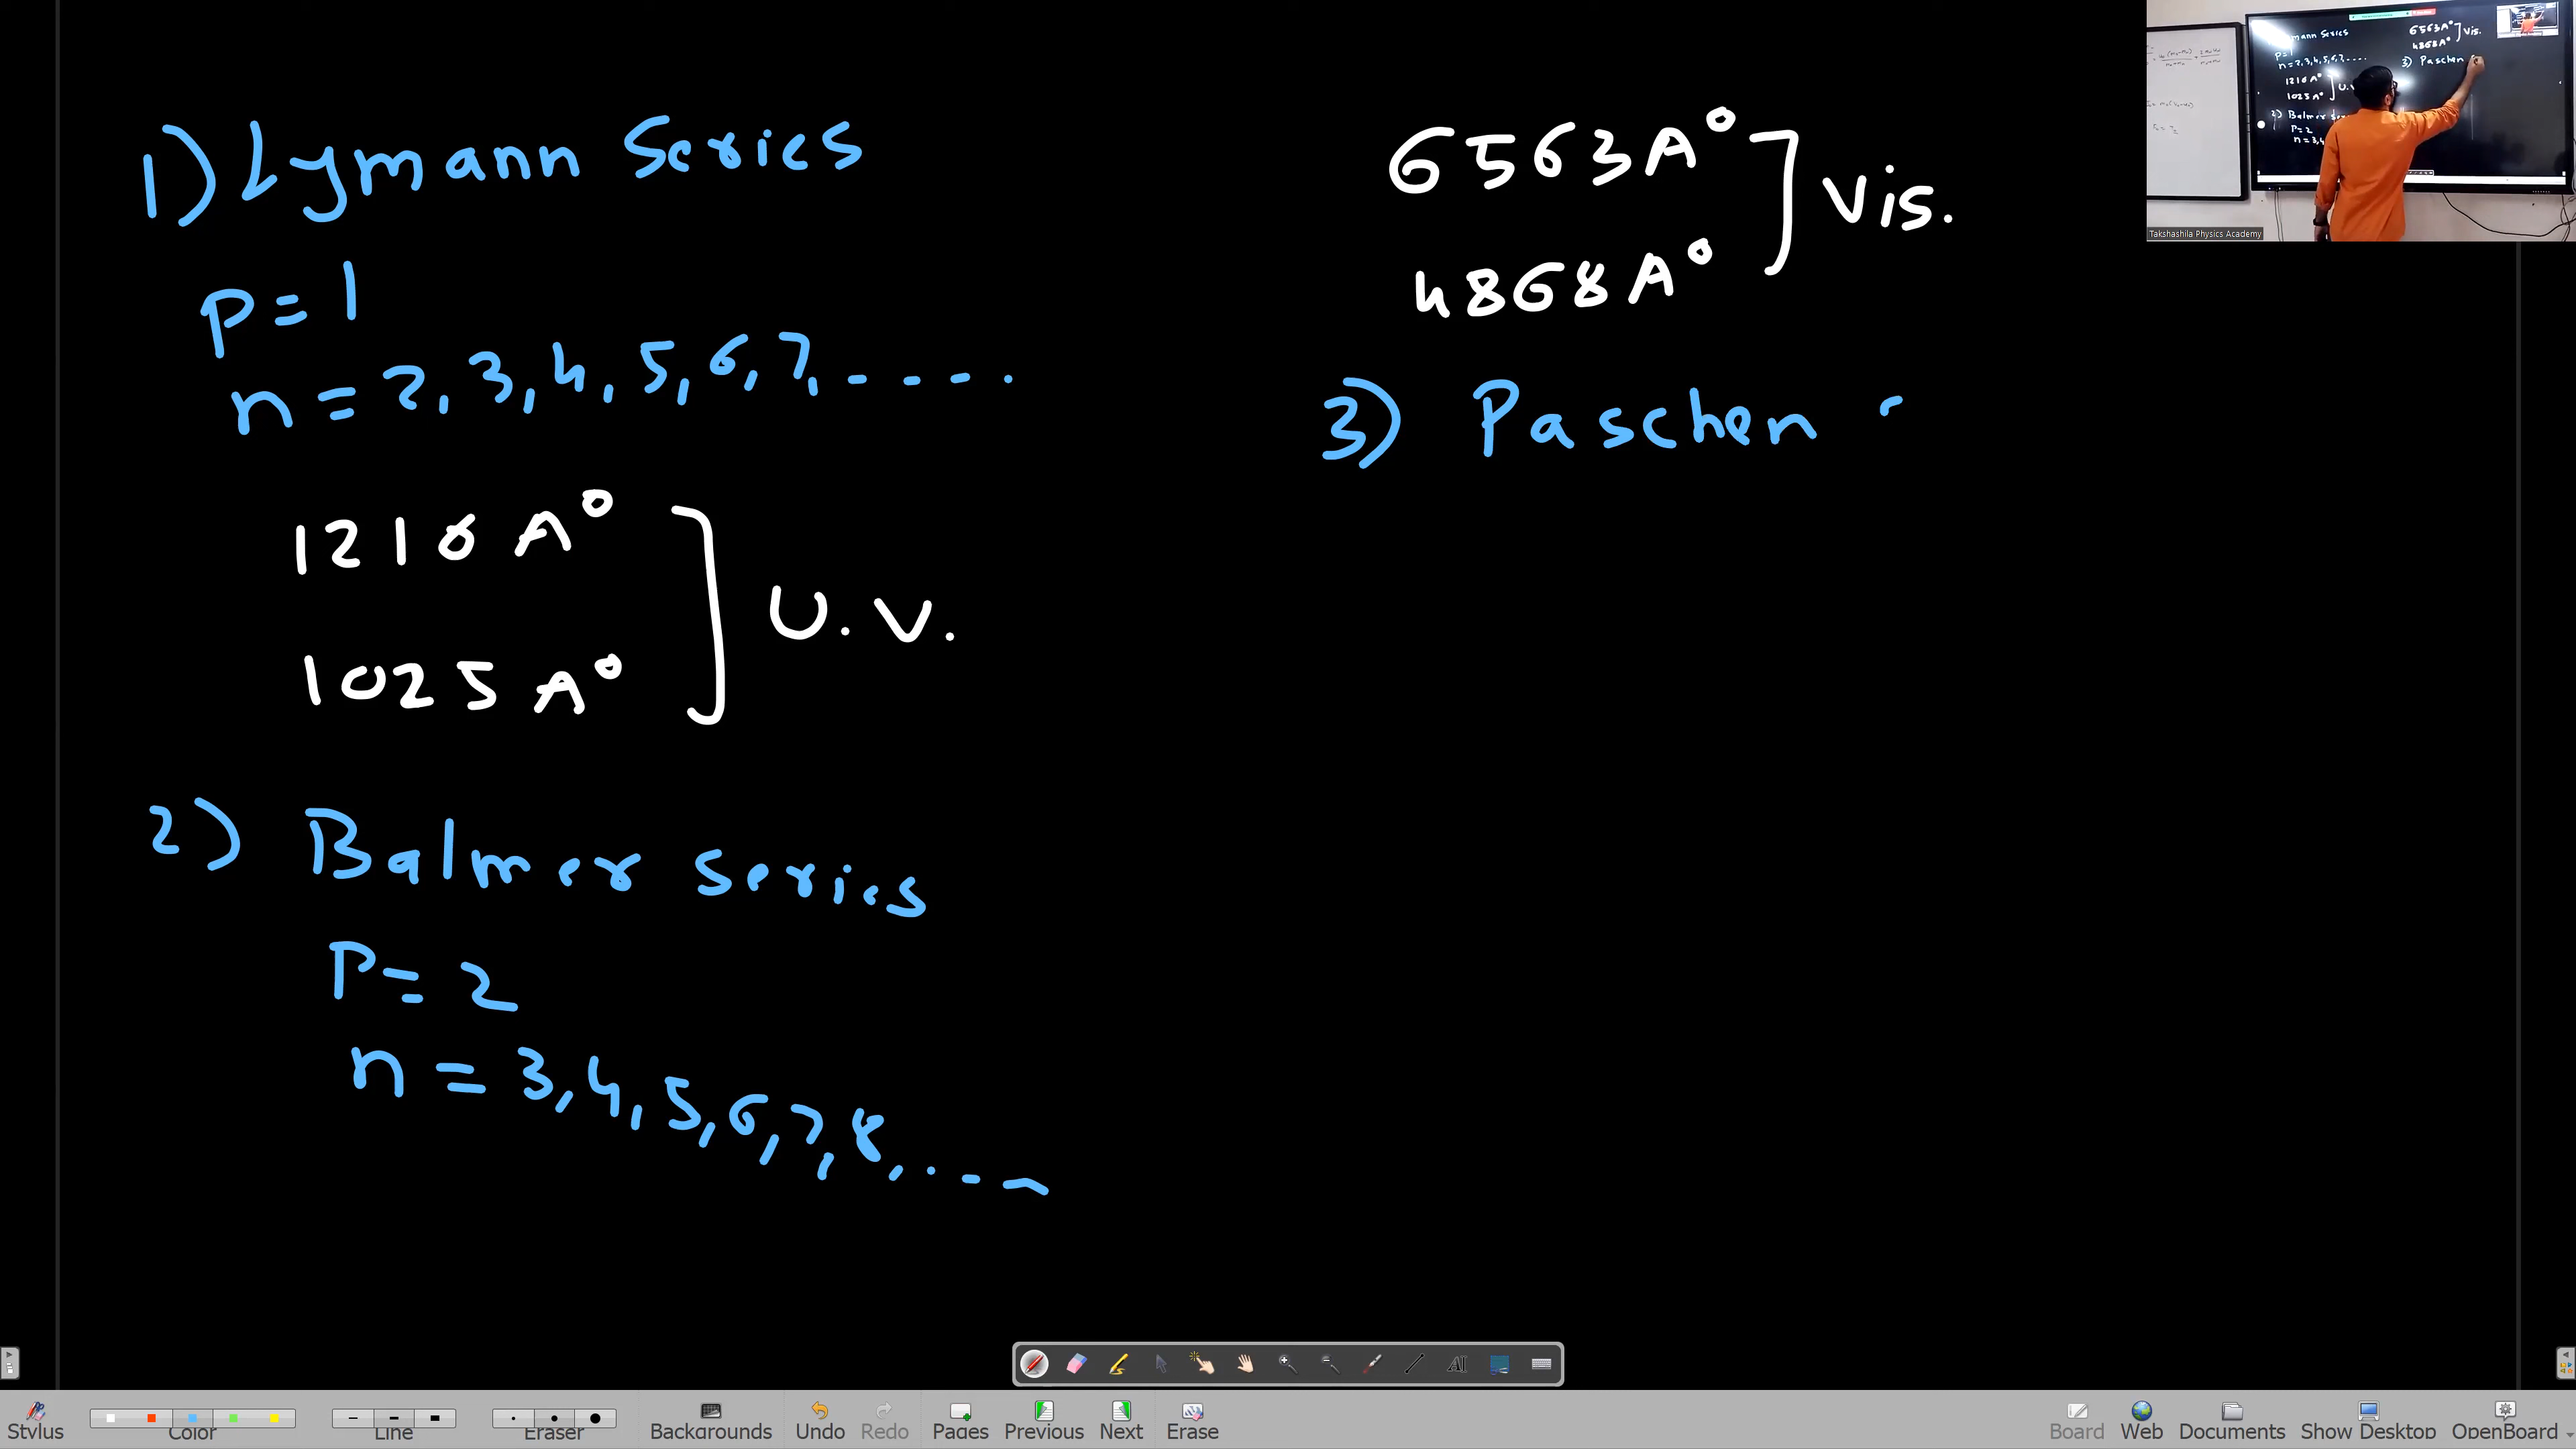 1) Lymann Series
P = 1
n = 2, 3, 4, 5, 6, 7, - - - .
1216 A°
1025 A°
U. V.
2) Balmer series
P = 2
n = 3, 4, 5, 6, 7, 8, . - ~
6563 A°
4868 A°
Vis.
3) Paschen
Takshashila Physics Academy
Stylus
Color
Line
Eraser
Backgrounds
Undo
Redo
Pages
Previous
Next
Erase
Board
Web
Documents
Show Desktop
OpenBoard